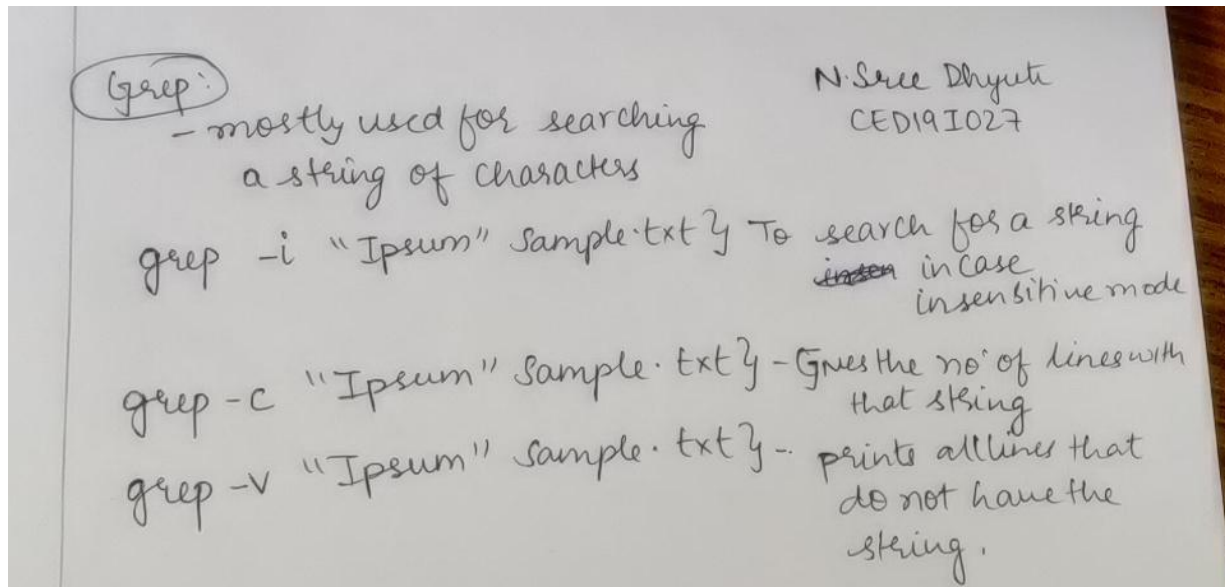 Grep:
N. Sree Dhyuti
CED19I027
- mostly used for searching
a string of characters
grep -i "Ipsum" Sample.txt } To search for a string
in case
insensitive mode
grep -c "Ipsum" Sample.txt } - Gives the no. of lines with
that string
grep -v "Ipsum" Sample.txt } - prints all lines that
do not have the
string.